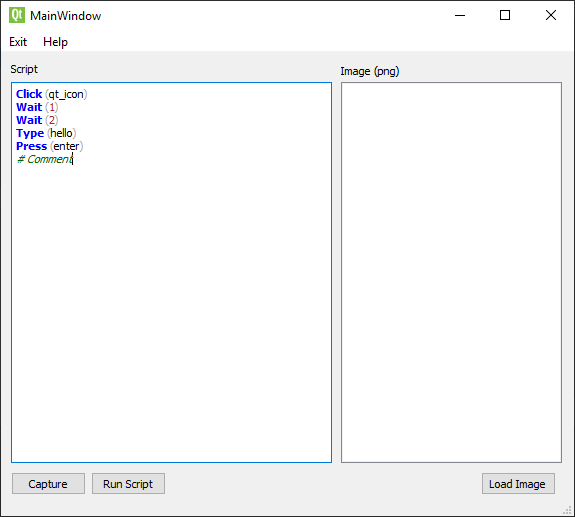 Qt MainWindow
Exit Help
Script
Image (png)
Click (qt_icon)
Wait (1)
Wait (2)
Type (hello)
Press (enter)
# Comment
Capture
Run Script
Load Image